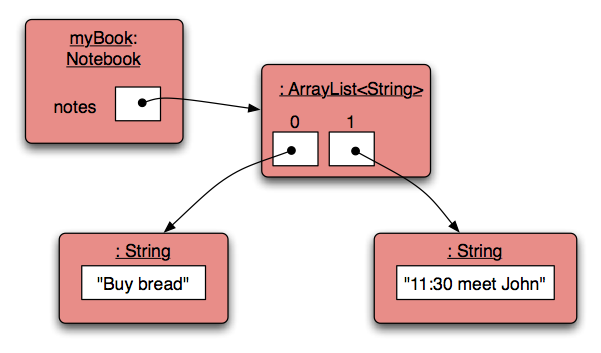 myBook:
Notebook
notes
: ArrayList<String>
0 1
: String
"Buy bread"
: String
"11:30 meet John"